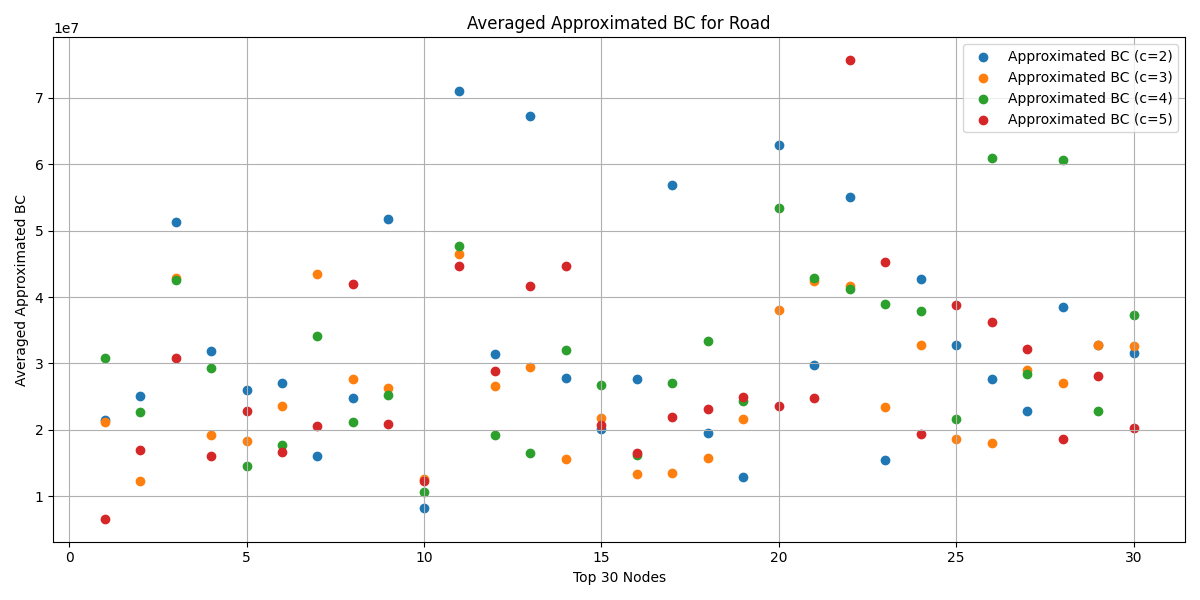 Averaged Approximated BC for Road
1e7
Averaged Approximated BC
7
6
5
4
3
2
1
Approximated BC (c=2)
Approximated BC (c=3)
Approximated BC (c=4)
Approximated BC (c=5)
0 5 10 15 20 25 30
Top 30 Nodes